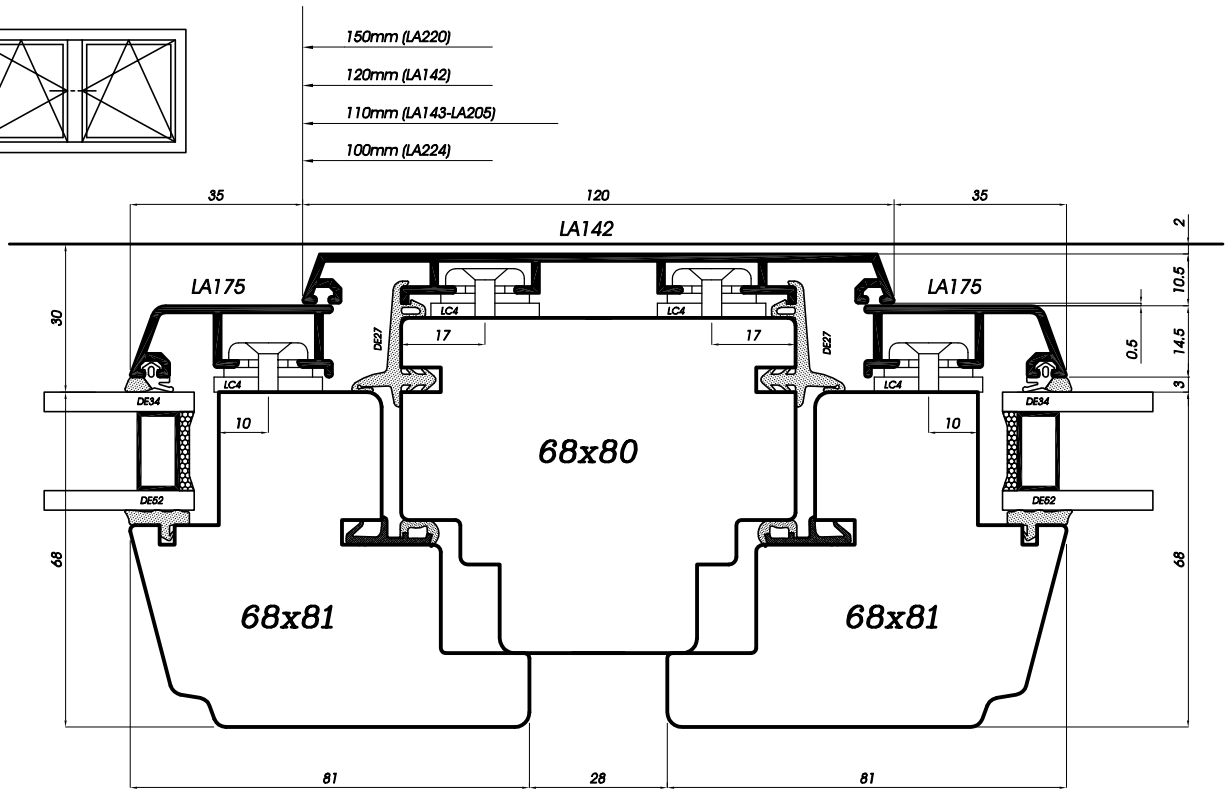 150mm (LA220)
120mm (LA142)
110mm (LA143-LA205)
100mm (LA224)
35
120
35
2
LA142
LA175
LA175
10.5
30
0.5
14.5
3
LC4
LC4
17
17
DE27
DE27
LC4
LC4
DE34
DE34
10
10
68x80
DE52
DE52
68
68
68x81
68x81
81
28
81